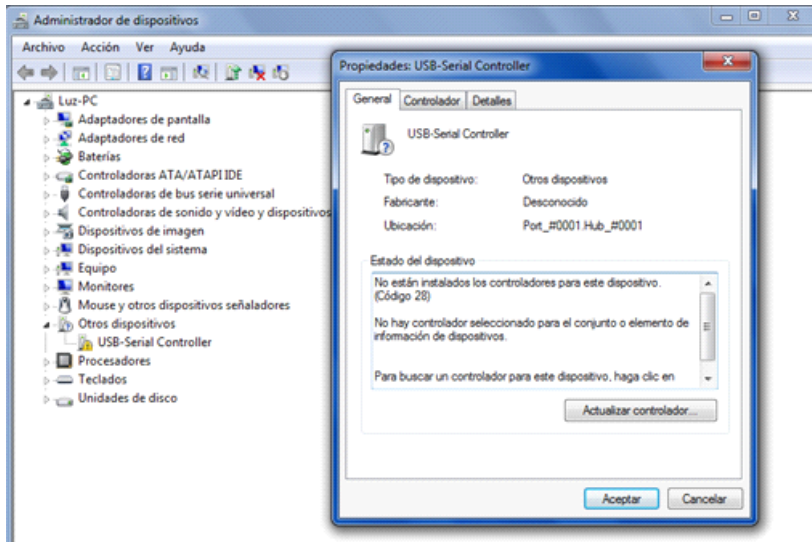 Administrador de dispositivos
Archivo Acción Ver Ayuda
Luz-PC
Adaptadores de pantalla
Adaptadores de red
Baterías
Controladoras ATA/ATAPI IDE
Controladoras de bus serie universal
Controladoras de sonido y vídeo y dispositivos
Dispositivos de imagen
Dispositivos del sistema
Equipo
Monitores
Mouse y otros dispositivos señaladores
Otros dispositivos
USB-Serial Controller
Procesadores
Teclados
Unidades de disco
Propiedades: USB-Serial Controller
General Controlador Detalles
USB-Serial Controller
Tipo de dispositivo: Otros dispositivos
Fabricante: Desconocido
Ubicación: Port_#0001.Hub_#0001
Estado del dispositivo
No están instalados los controladores para este dispositivo.
(Código 28)
No hay controlador seleccionado para el conjunto o elemento de
información de dispositivos.
Para buscar un controlador para este dispositivo, haga clic en
Actualizar controlador...
Aceptar Cancelar